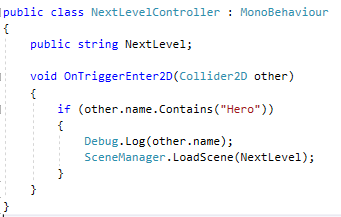 public class NextLevelController : MonoBehaviour
{
    public string NextLevel;

    void OnTriggerEnter2D(Collider2D other)
    {
        if (other.name.Contains("Hero"))
        {
            Debug.Log(other.name);
            SceneManager.LoadScene(NextLevel);
        }
    }
}